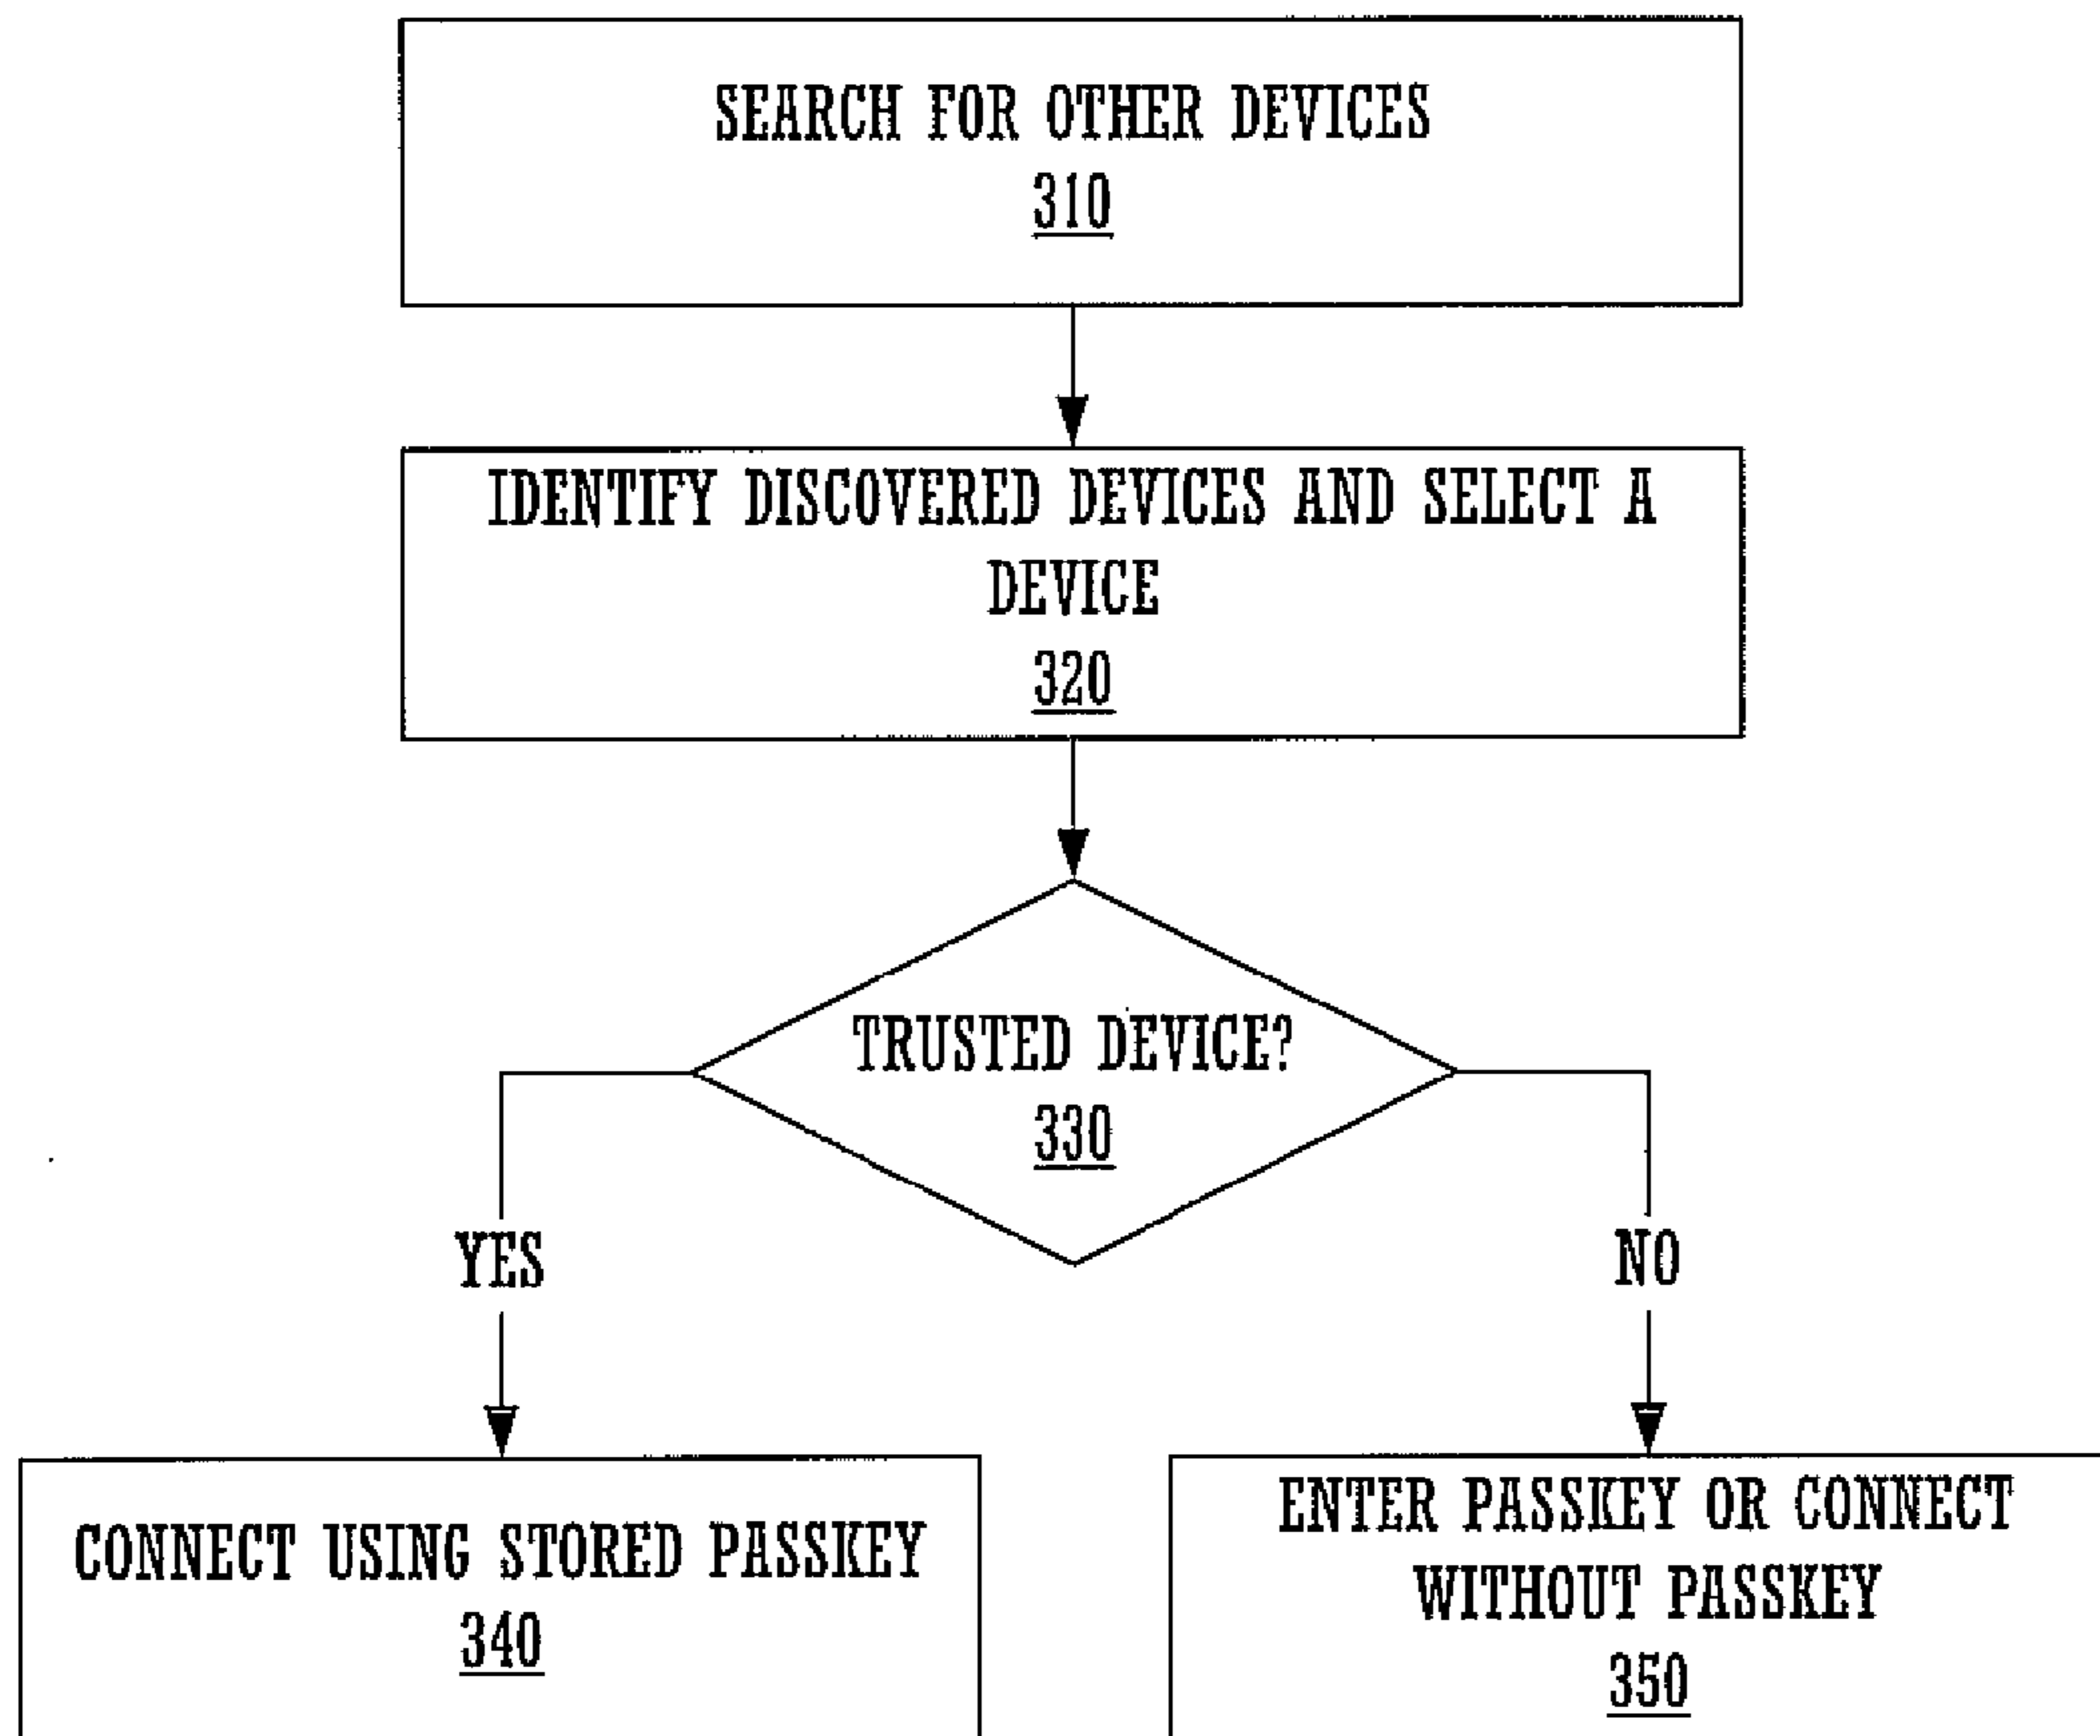 SEARCH FOR OTHER DEVICES
310
IDENTIFY DISCOVERED DEVICES AND SELECT A
DEVICE
320
TRUSTED DEVICE?
330
YES
NO
CONNECT USING STORED PASSKEY
340
ENTER PASSKEY OR CONNECT
WITHOUT PASSKEY
350